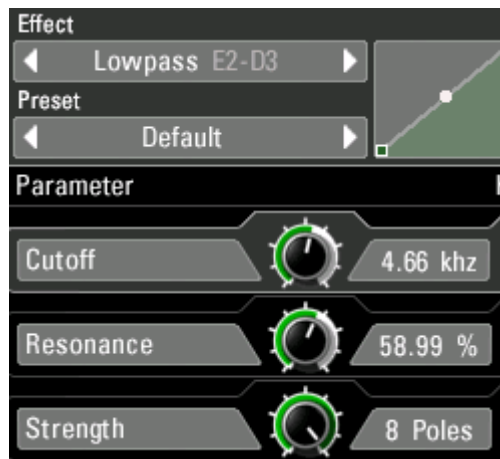 Effect
Lowpass E2-D3
Preset
Default
Parameter
Cutoff 4.66 khz
Resonance 58.99 %
Strength 8 Poles